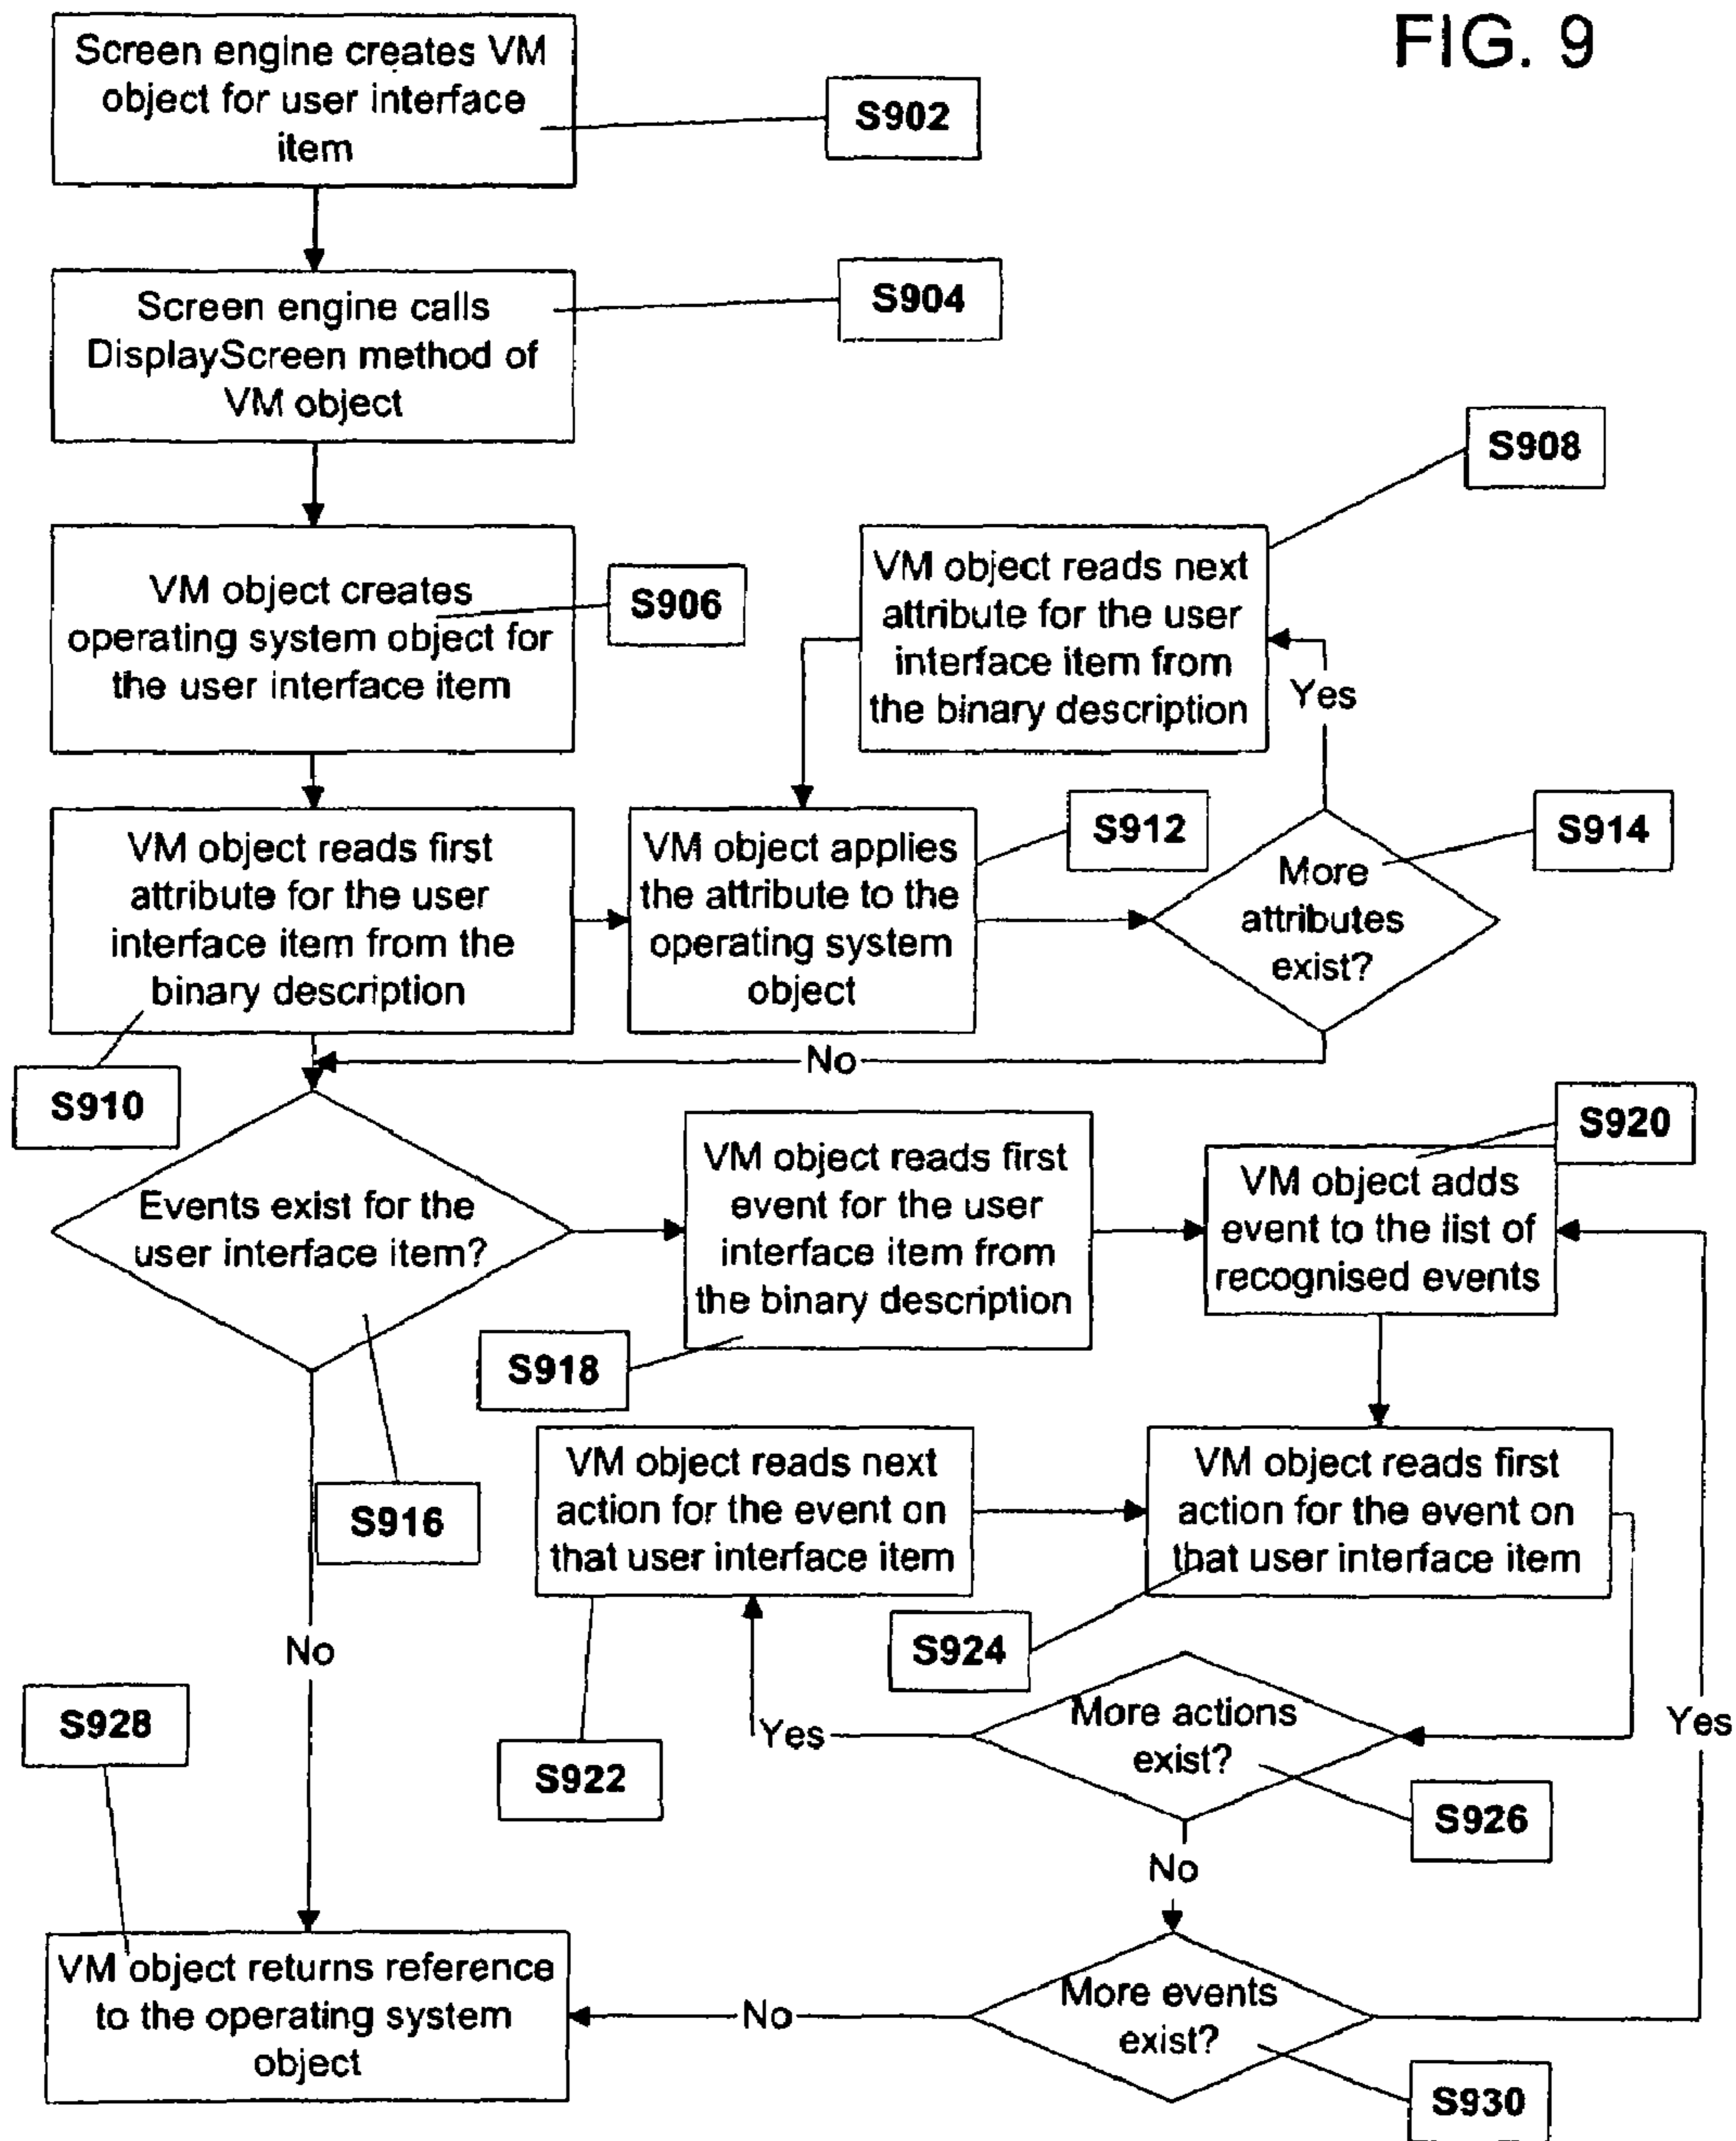 FIG. 9
Screen engine creates VM
object for user interface
item
S902
Screen engine calls
DisplayScreen method of
VM object
S904
VM object creates
operating system object for
the user interface item
S906
VM object reads next
attribute for the user
interface item from
the binary description
S908
Yes
VM object reads first
attribute for the user
interface item from the
binary description
S910
VM object applies
the attribute to the
operating system
object
S912
More
attributes
exist?
S914
No
Events exist for the
user interface item?
S916
VM object reads first
event for the user
interface item from
the binary description
S918
VM object adds
event to the list of
recognised events
S920
VM object reads next
action for the event on
that user interface item
S922
VM object reads first
action for the event on
that user interface item
S924
More actions
exist?
S926
Yes
No
No
Yes
S928
VM object returns reference
to the operating system
object
No
More events
exist?
S930